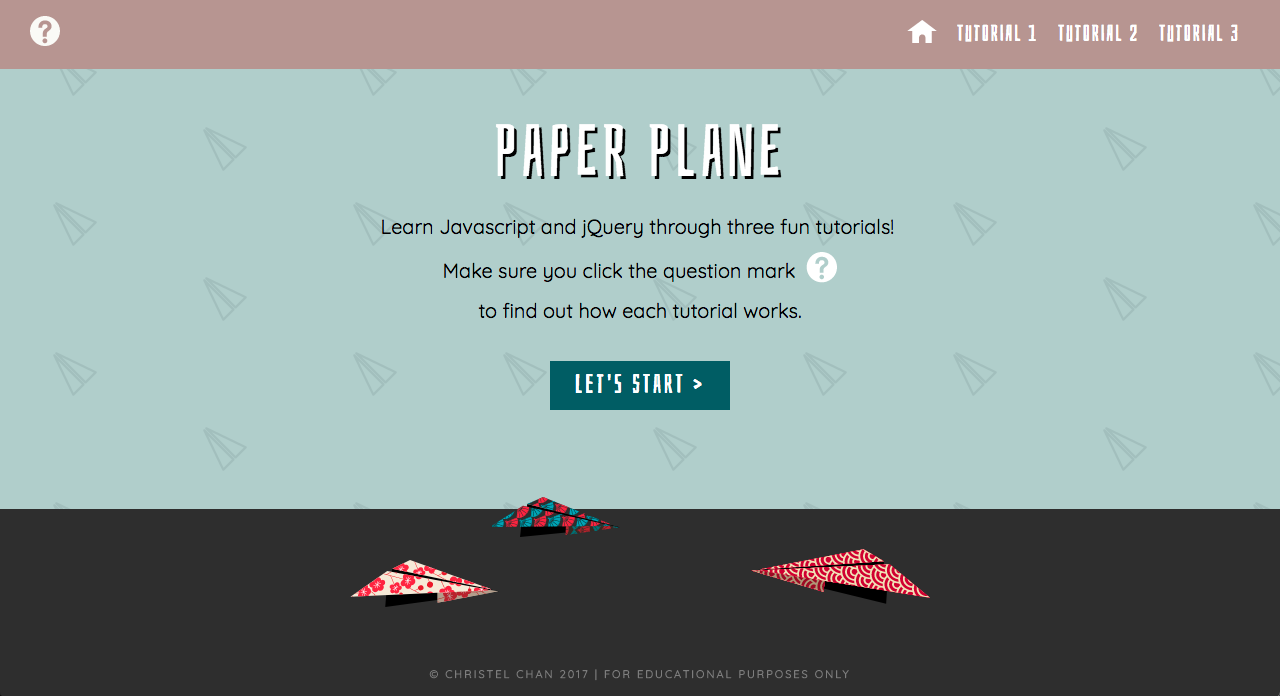 ?
TUTORIAL 1 TUTORIAL 2 TUTORIAL 3
PAPER PLANE
Learn Javascript and jQuery through three fun tutorials!
Make sure you click the question mark ?
to find out how each tutorial works.
LET'S START >
© CHRISTEL CHAN 2017 | FOR EDUCATIONAL PURPOSES ONLY